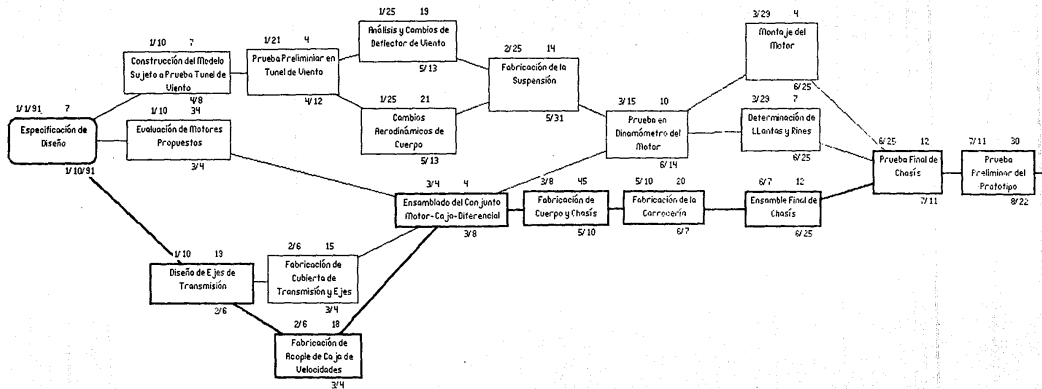 1/25 19
Análisis y Cambios de
Deflector de Viento
5/13
3/29 4
Montaje del
Motor
6/25
1/10 7
Construcción del Modelo
Sujeto a Prueba Tunel de
Viento
4/8
1/21 4
Prueba Preliminiar en
Tunel de Viento
4/12
2/25 14
Fabricación de la
Suspensión
5/31
1/1/91 7
Especificación de
Diseño
1/10/91
1/10 34
Evaluación de Motores
Propuestos
3/4
1/25 21
Cambios
Aerodinámicos de
Cuerpo
5/13
3/15 10
Prueba en
Dinamómetro del
Motor
6/14
3/29 7
Determinación de
LLantas y Rines
6/25
6/25 12
Prueba Final de
Chasís
7/11
7/11 30
Prueba
Preliminar del
Prototipo
8/22
3/4 4
Ensamblado del Conjunto
Motor-Caja-Diferencial
3/8
3/8 45
Fabricación de
Cuerpo y Chasís
5/10
5/10 20
Fabricación de la
Carrocería
6/7
6/7 12
Ensamble Final de
Chasís
6/25
1/10 19
Diseño de Ejes de
Transmisión
2/6
2/6 15
Fabricación de
Cubierta de
Transmisión y Ejes
3/4
2/6 18
Fabricación de
Acople de Caja de
Velocidades
3/4